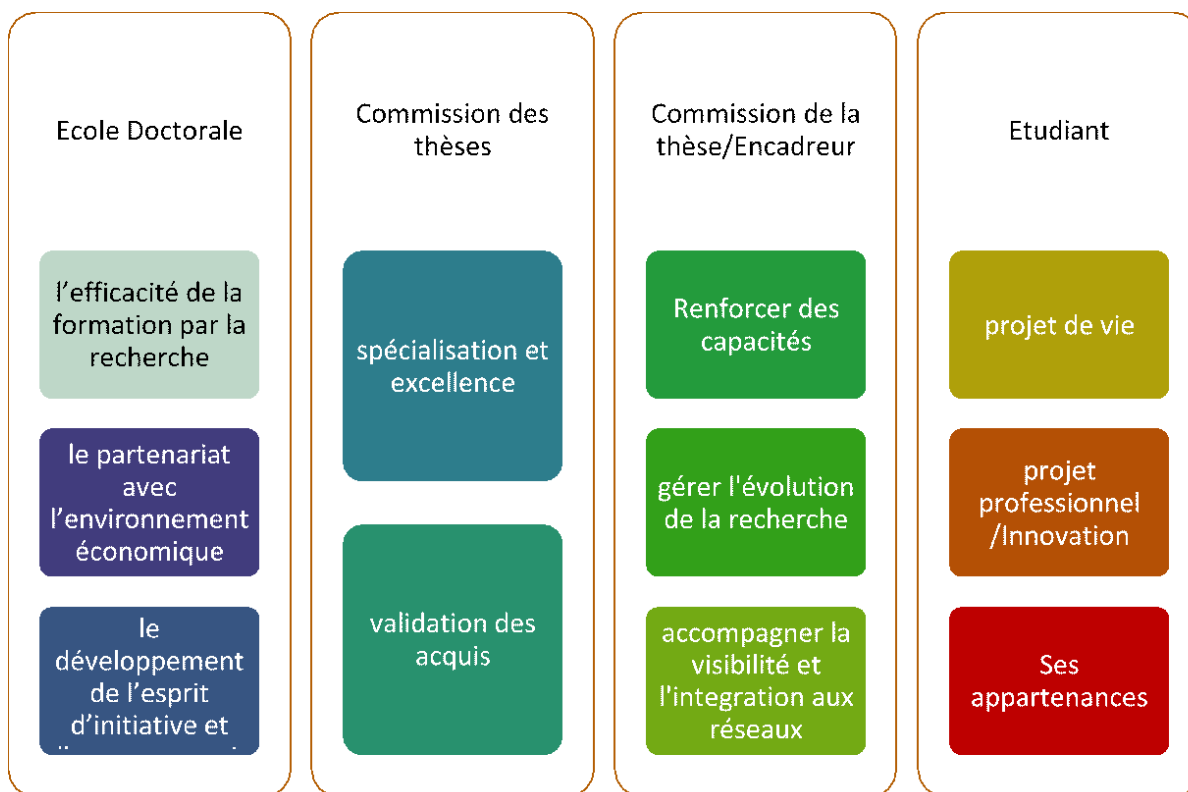 Ecole Doctorale
l’efficacité de la
formation par la
recherche
le partenariat
avec
l’environnement
économique
le
développement
de l’esprit
d’initiative et
Commission des
thèses
spécialisation et
excellence
validation des
acquis
Commission de la
thèse/Encadreur
Renforcer des
capacités
gérer l'évolution
de la recherche
accompagner la
visibilité et
l'integration aux
réseaux
Etudiant
projet de vie
projet
professionnel
/Innovation
Ses
appartenances